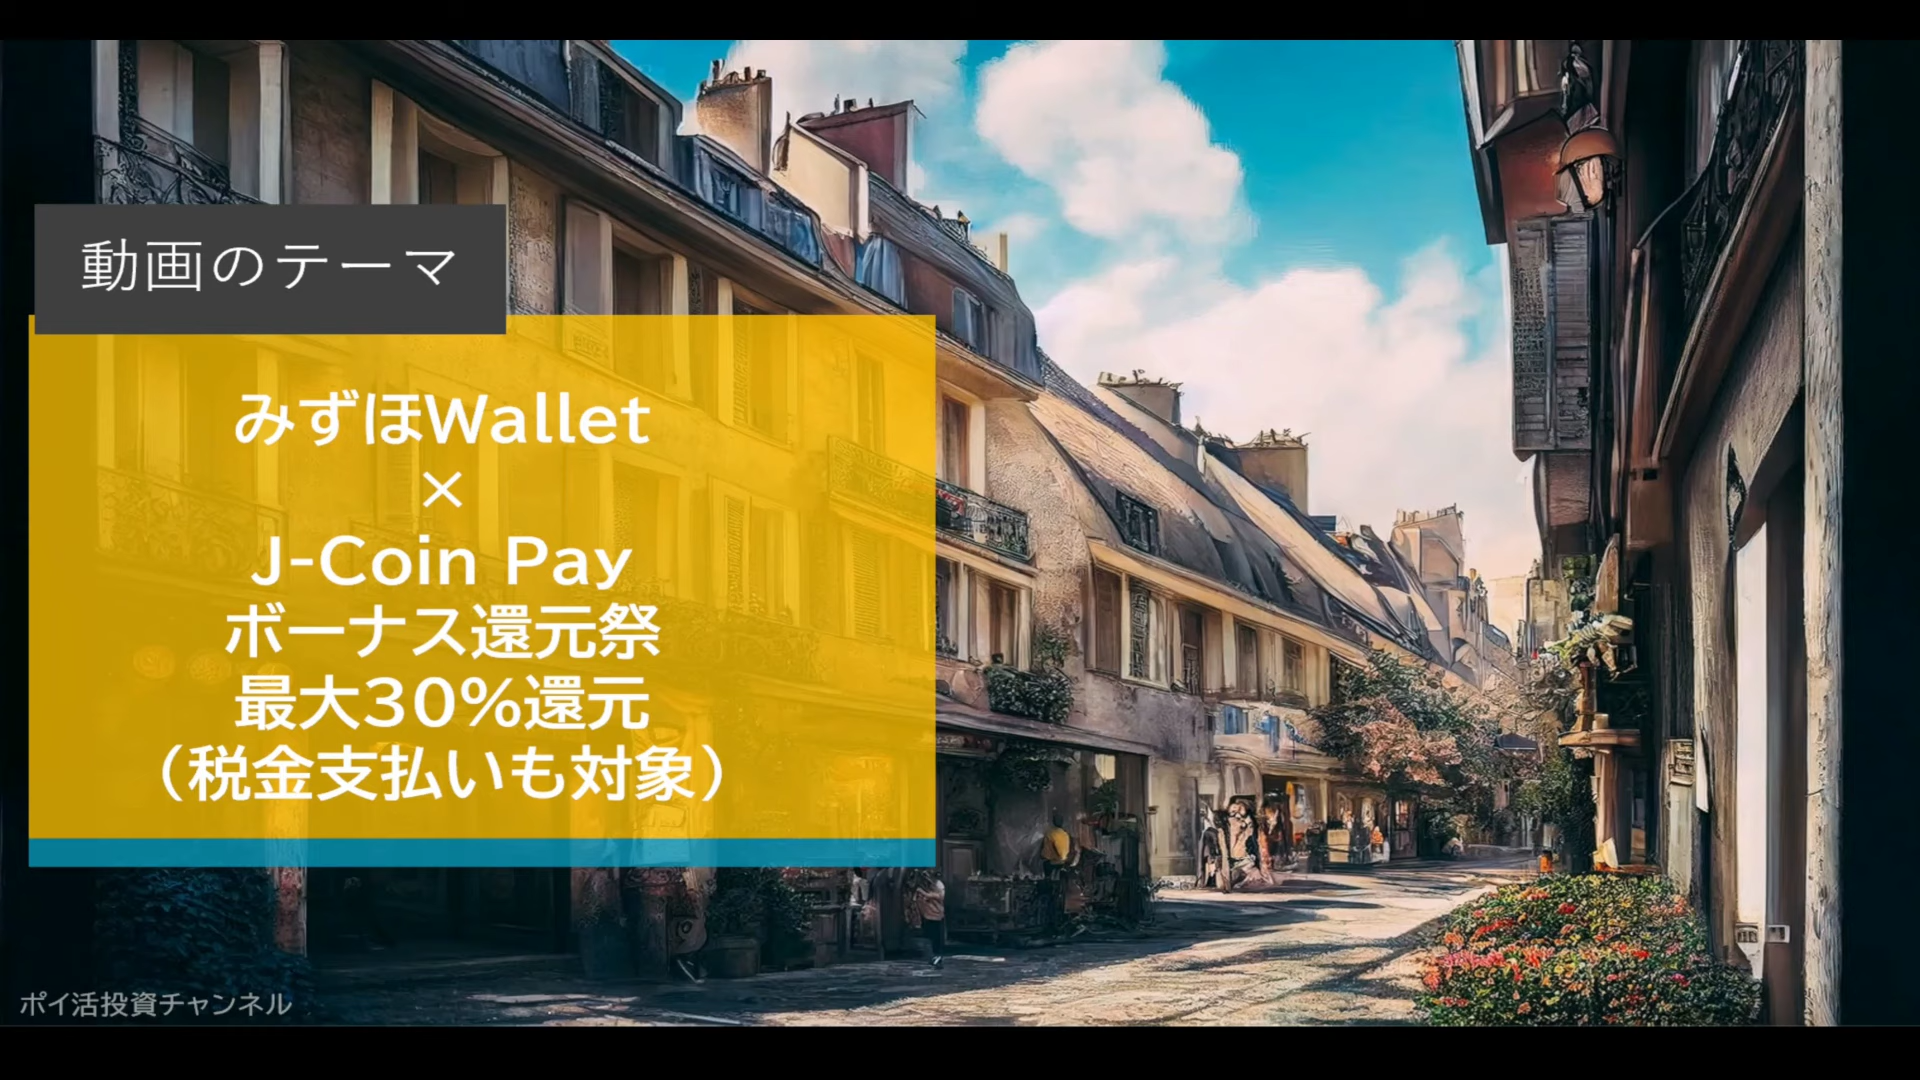 動画のテーマ
みずほWallet
×
J-Coin Pay
ボーナス還元祭
最大30%還元
（税金支払いも対象）
ポイ活投資チャンネル